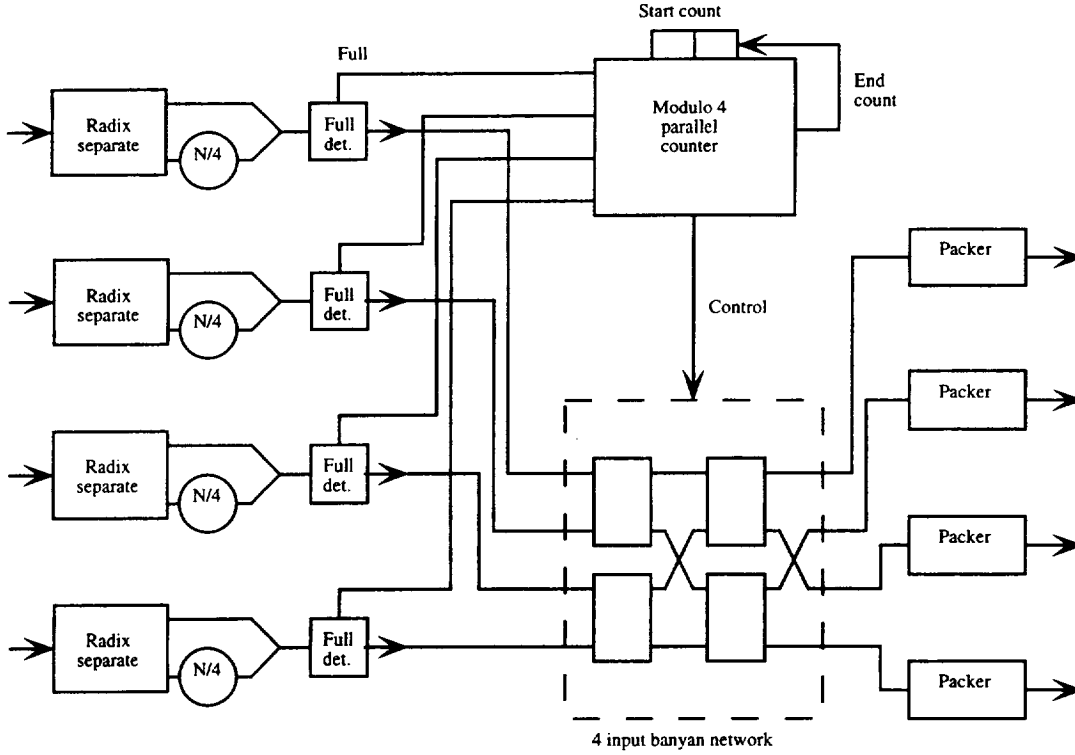 Start count
Full
End
count
Modulo 4
parallel
counter
Radix
separate
N/4
Full
det.
Radix
separate
N/4
Full
det.
Control
Packer
Packer
Radix
separate
N/4
Full
det.
Packer
Radix
separate
N/4
Full
det.
Packer
4 input banyan network